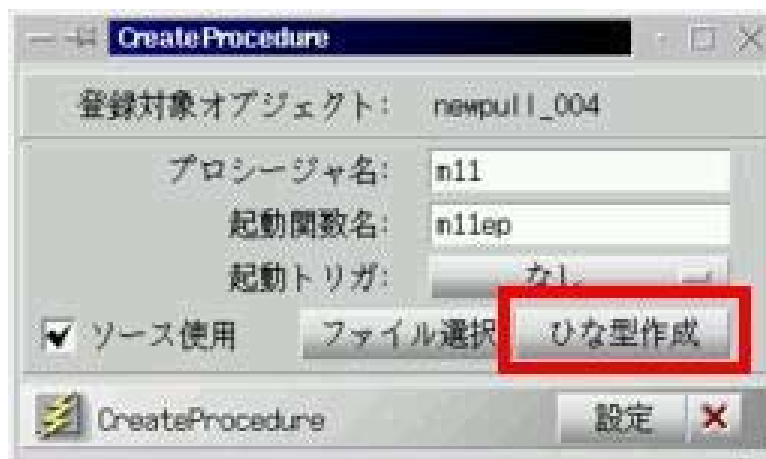 CreateProcedure
登録対象オブジェクト: newpull_004
プロシージャ名: m11
起動関数名: m11ep
起動トリガ: なし
ソース使用 ファイル選択 ひな型作成
CreateProcedure 設定